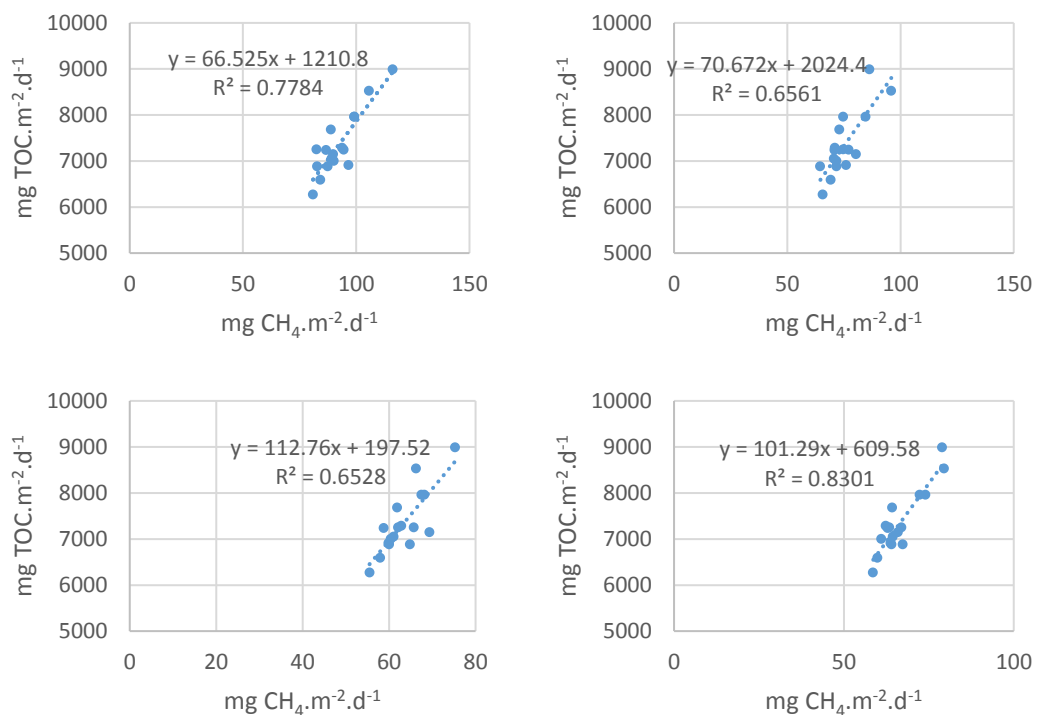 10000
9000
8000
7000
6000
5000
0
50
100
150
mg TOC.m-2.d-1
mg CH4.m-2.d-1
y = 66.525x + 1210.8
R² = 0.7784
10000
9000
8000
7000
6000
5000
0
50
100
150
mg TOC.m-2.d-1
mg CH4.m-2.d-1
y = 70.672x + 2024.4
R² = 0.6561
10000
9000
8000
7000
6000
5000
0
20
40
60
80
mg TOC.m-2.d-1
mg CH4.m-2.d-1
y = 112.76x + 197.52
R² = 0.6528
10000
9000
8000
7000
6000
5000
0
50
100
mg TOC.m-2.d-1
mg CH4.m-2.d-1
y = 101.29x + 609.58
R² = 0.8301